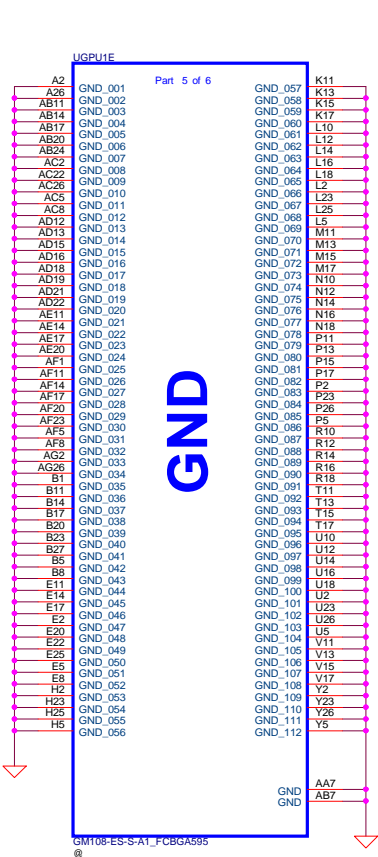 UGPU1E
Part 5 of 6
A2 GND_001 GND_057 K11
A26 GND_002 GND_058 K13
AB11 GND_003 GND_059 K15
AB14 GND_004 GND_060 K17
AB17 GND_005 GND_061 L10
AB20 GND_006 GND_062 L12
AB24 GND_007 GND_063 L14
AC2 GND_008 GND_064 L16
AC22 GND_009 GND_065 L18
AC26 GND_010 GND_066 L2
AC5 GND_011 GND_067 L23
AC8 GND_012 GND_068 L25
AD12 GND_013 GND_069 L5
AD13 GND_014 GND_070 M11
AD15 GND_015 GND_071 M13
AD16 GND_016 GND_072 M15
AD18 GND_017 GND_073 M17
AD19 GND_018 GND_074 N10
AD21 GND_019 GND_075 N12
AD22 GND_020 GND_076 N14
AE11 GND_021 GND_077 N16
AE14 GND_022 GND_078 N18
AE17 GND_023 GND_079 P11
AE20 GND_024 GND_080 P13
AF1 GND_025 GND_081 P15
AF11 GND_026 GND_082 P17
AF14 GND_027 GND_083 P2
AF17 GND_028 GND_084 P23
AF20 GND_029 GND_085 P26
AF23 GND_030 GND_086 P5
AF5 GND_031 GND_087 R10
AF8 GND_032 GND_088 R12
AG2 GND_033 GND_089 R14
AG26 GND_034 GND_090 R16
B1 GND_035 GND_091 R18
B11 GND_036 GND_092 T11
B14 GND_037 GND_093 T13
B17 GND_038 GND_094 T15
B20 GND_039 GND_095 T17
B23 GND_040 GND_096 U10
B27 GND_041 GND_097 U12
B5 GND_042 GND_098 U14
B8 GND_043 GND_099 U16
E11 GND_044 GND_100 U18
E14 GND_045 GND_101 U2
E17 GND_046 GND_102 U23
E2 GND_047 GND_103 U26
E20 GND_048 GND_104 U5
E22 GND_049 GND_105 V11
E25 GND_050 GND_106 V13
E5 GND_051 GND_107 V15
E8 GND_052 GND_108 V17
H2 GND_053 GND_109 Y2
H23 GND_054 GND_110 Y23
H25 GND_055 GND_111 Y26
H5 GND_056 GND_112 Y5
GND
GND AA7
GND AB7
GM108-ES-S-A1_FCBGA595
@